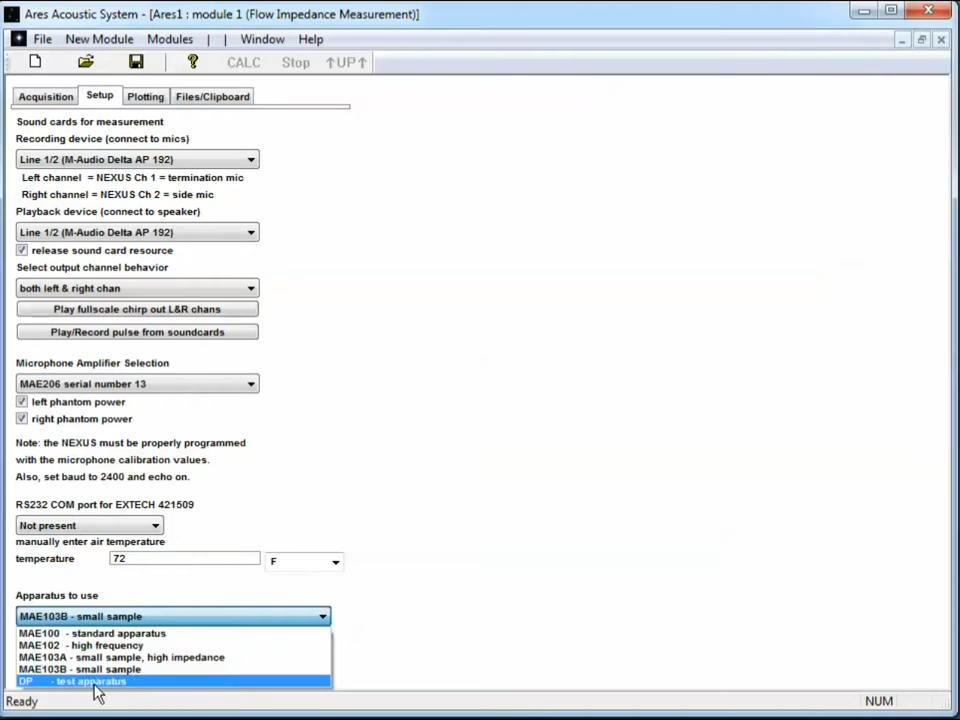 Ares Acoustic System - [Ares1 : module 1 (Flow Impedance Measurement)]
File New Module Modules | | Window Help
? CALC Stop ↑UP↑
Acquisition Setup Plotting Files/Clipboard
Sound cards for measurement
Recording device (connect to mics)
Line 1/2 (M-Audio Delta AP 192)
Left channel = NEXUS Ch 1 = termination mic
Right channel = NEXUS Ch 2 = side mic
Playback device (connect to speaker)
Line 1/2 (M-Audio Delta AP 192)
release sound card resource
Select output channel behavior
both left & right chan
Play fullscale chirp out L&R chans
Play/Record pulse from soundcards
Microphone Amplifier Selection
MAE206 serial number 13
left phantom power
right phantom power
Note: the NEXUS must be properly programmed
with the microphone calibration values.
Also, set baud to 2400 and echo on.
RS232 COM port for EXTECH 421509
Not present
manually enter air temperature
temperature 72 F
Apparatus to use
MAE103B - small sample
MAE100 - standard apparatus
MAE102 - high frequency
MAE103A - small sample, high impedance
MAE103B - small sample
DP - test apparatus
Ready NUM